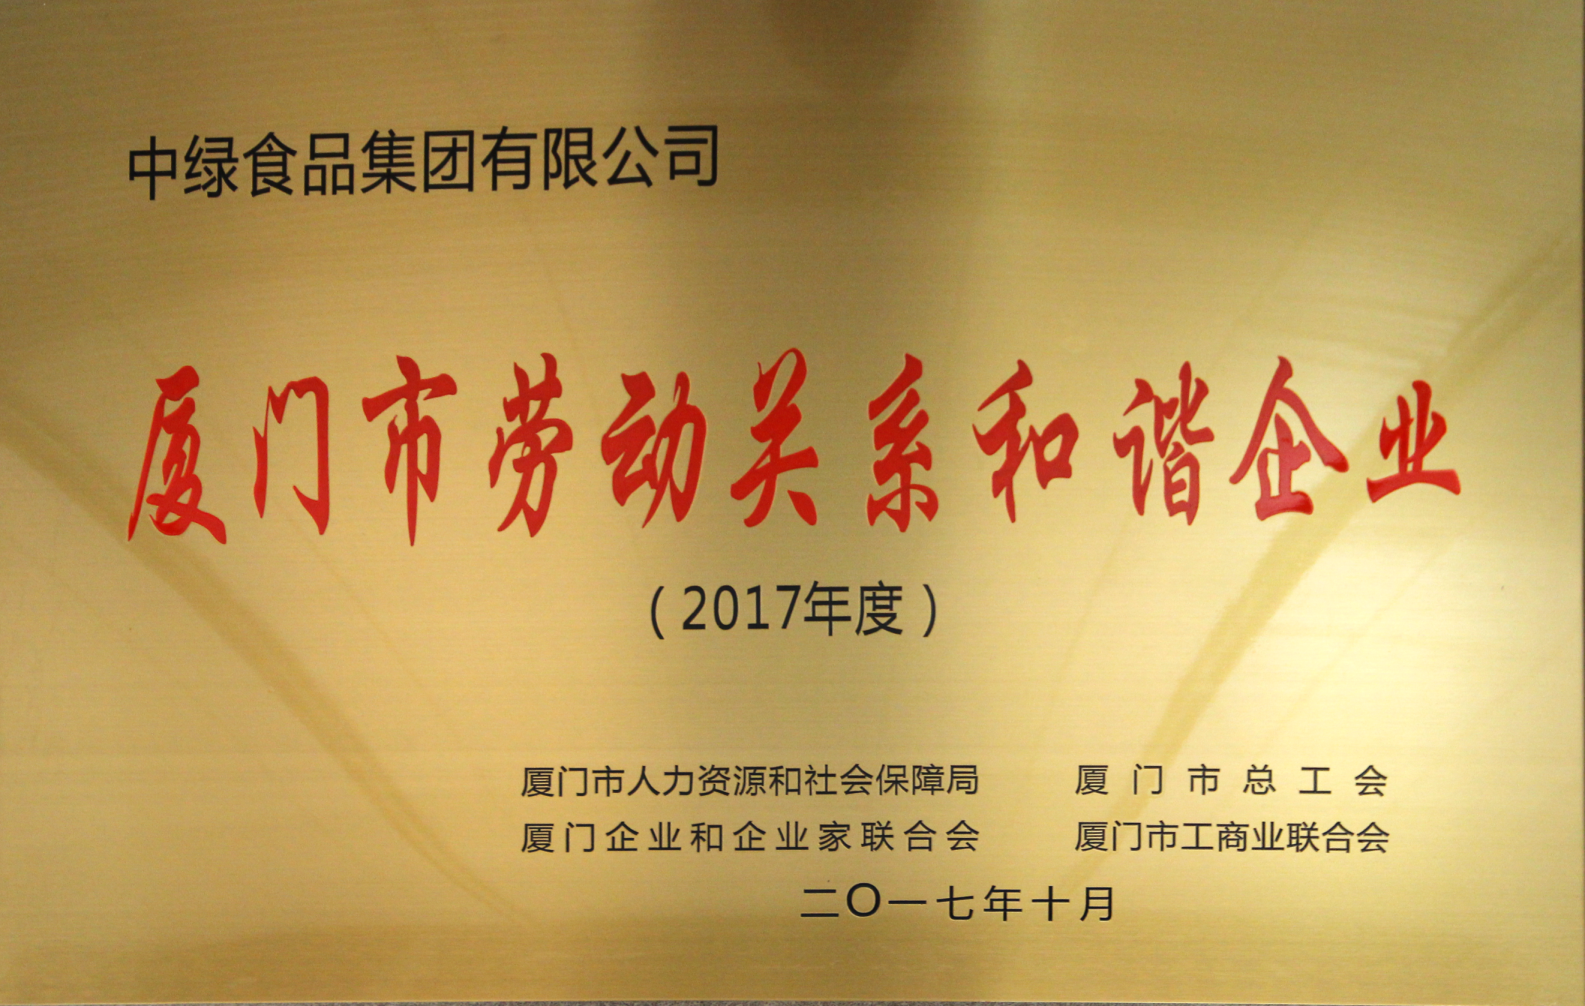 中绿食品集团有限公司
厦门市劳动关系和谐企业
（2017年度）
厦门市人力资源和社会保障局 厦门市总工会
厦门企业和企业家联合会 厦门市工商业联合会
二〇一七年十月